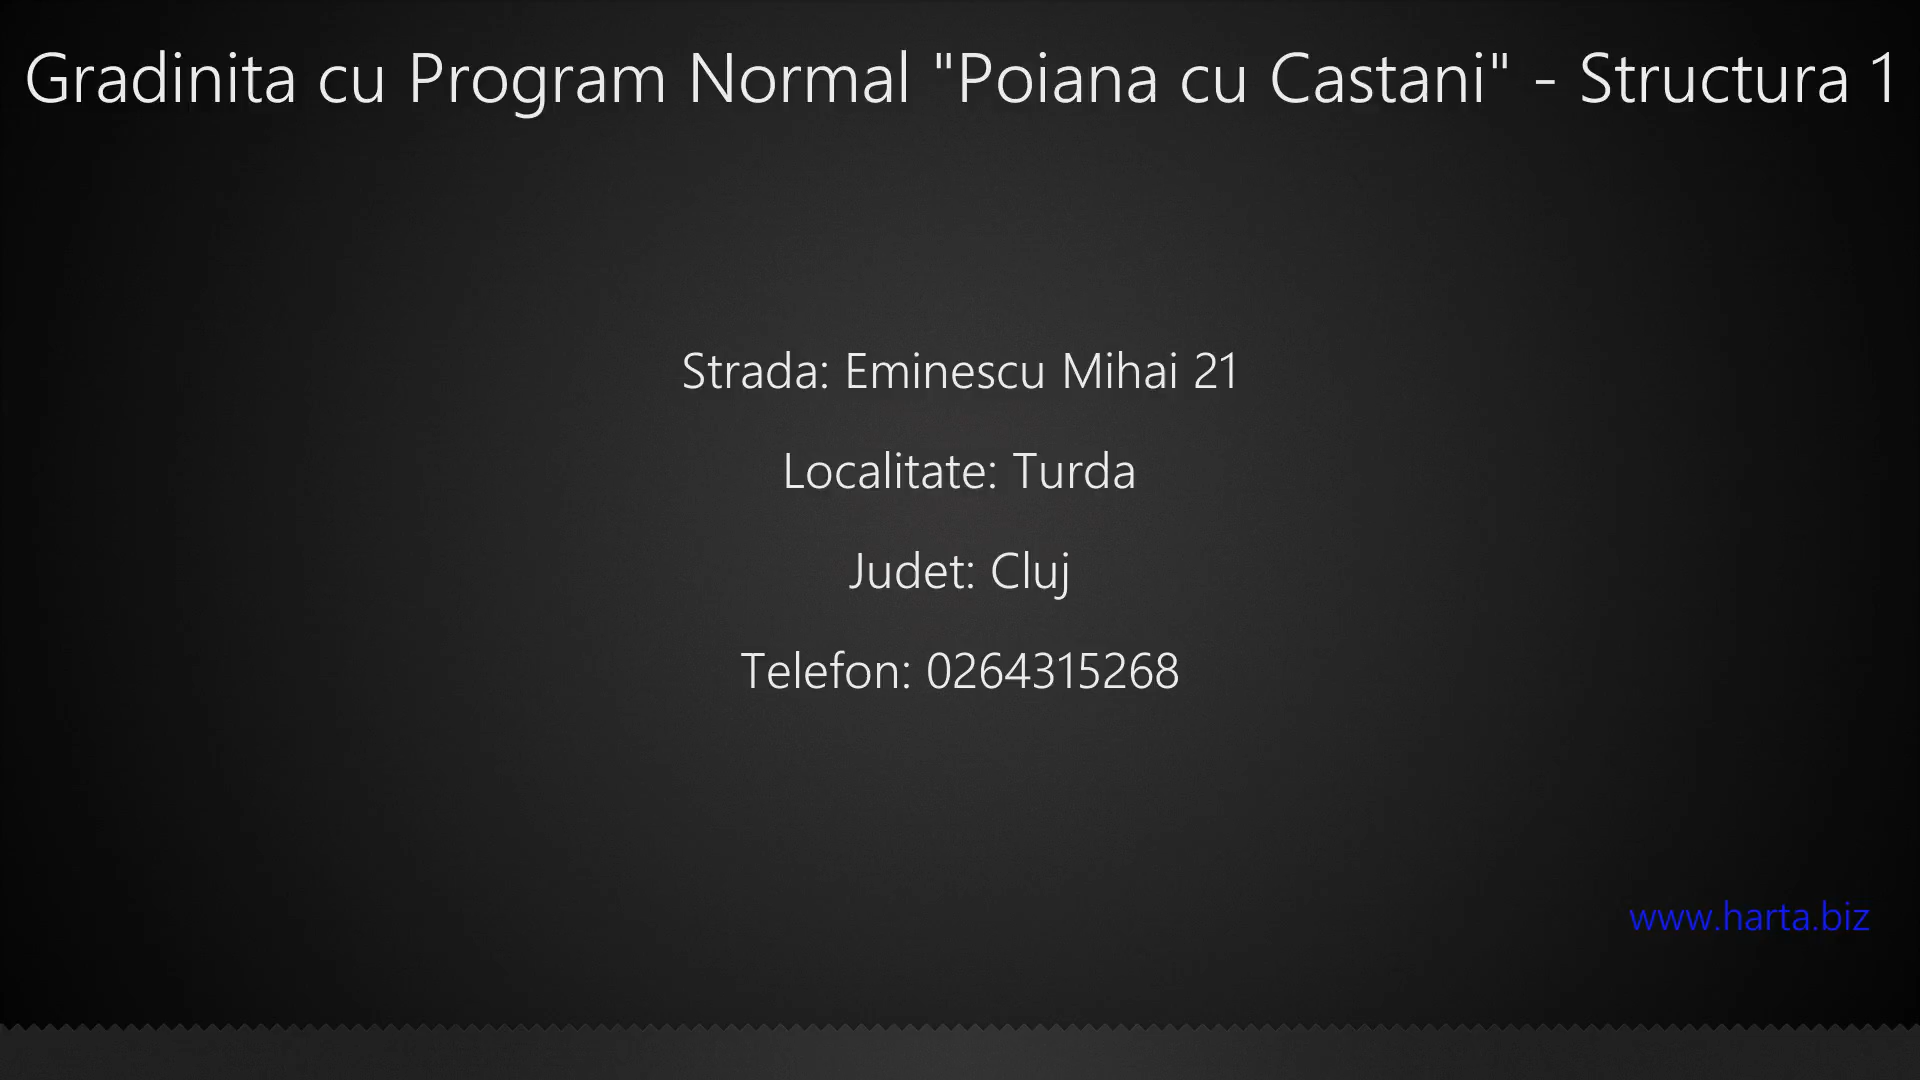 Gradinita cu Program Normal "Poiana cu Castani" - Structura 1
Strada: Eminescu Mihai 21
Localitate: Turda
Judet: Cluj
Telefon: 0264315268
www.harta.biz